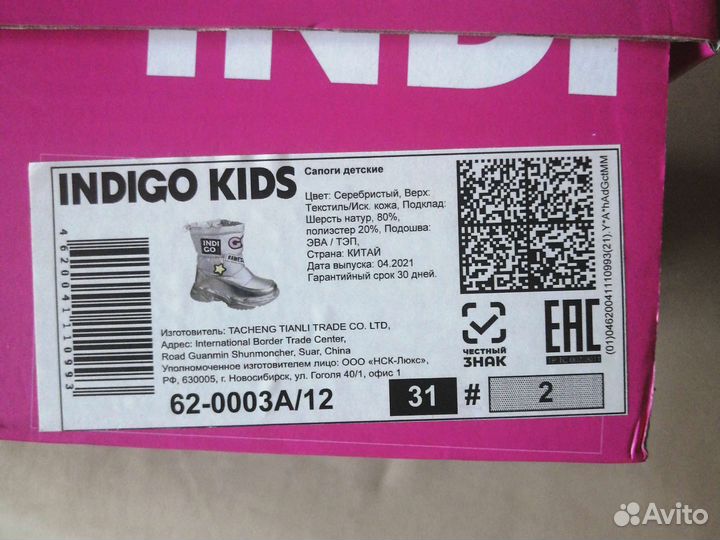 INDI
INDIGO KIDS
Сапоги детские
Цвет: Серебристый, Верх:
Текстиль/Иск. кожа, Подклад:
Шерсть натур, 80%,
полиэстер 20%, Подошва:
ЭВА / ТЭП,
Страна: КИТАЙ
Дата выпуска: 04.2021
Гарантийный срок 30 дней.
INDI
GO
4620041110993
Изготовитель: TACHENG TIANLI TRADE CO. LTD,
Адрес: International Border Trade Center,
Road Guanmin Shunmoncher, Suar, China
Уполномоченное изготовителем лицо: ООО «НСК-Люкс»,
РФ, 630005, г. Новосибирск, ул. Гоголя 40/1, офис 1
62-0003A/12
31 # 2
ЧЕСТНЫЙ
ЗНАК
EAC
(01)04620041110993(21).Y*A*hAdGctMM
Avito